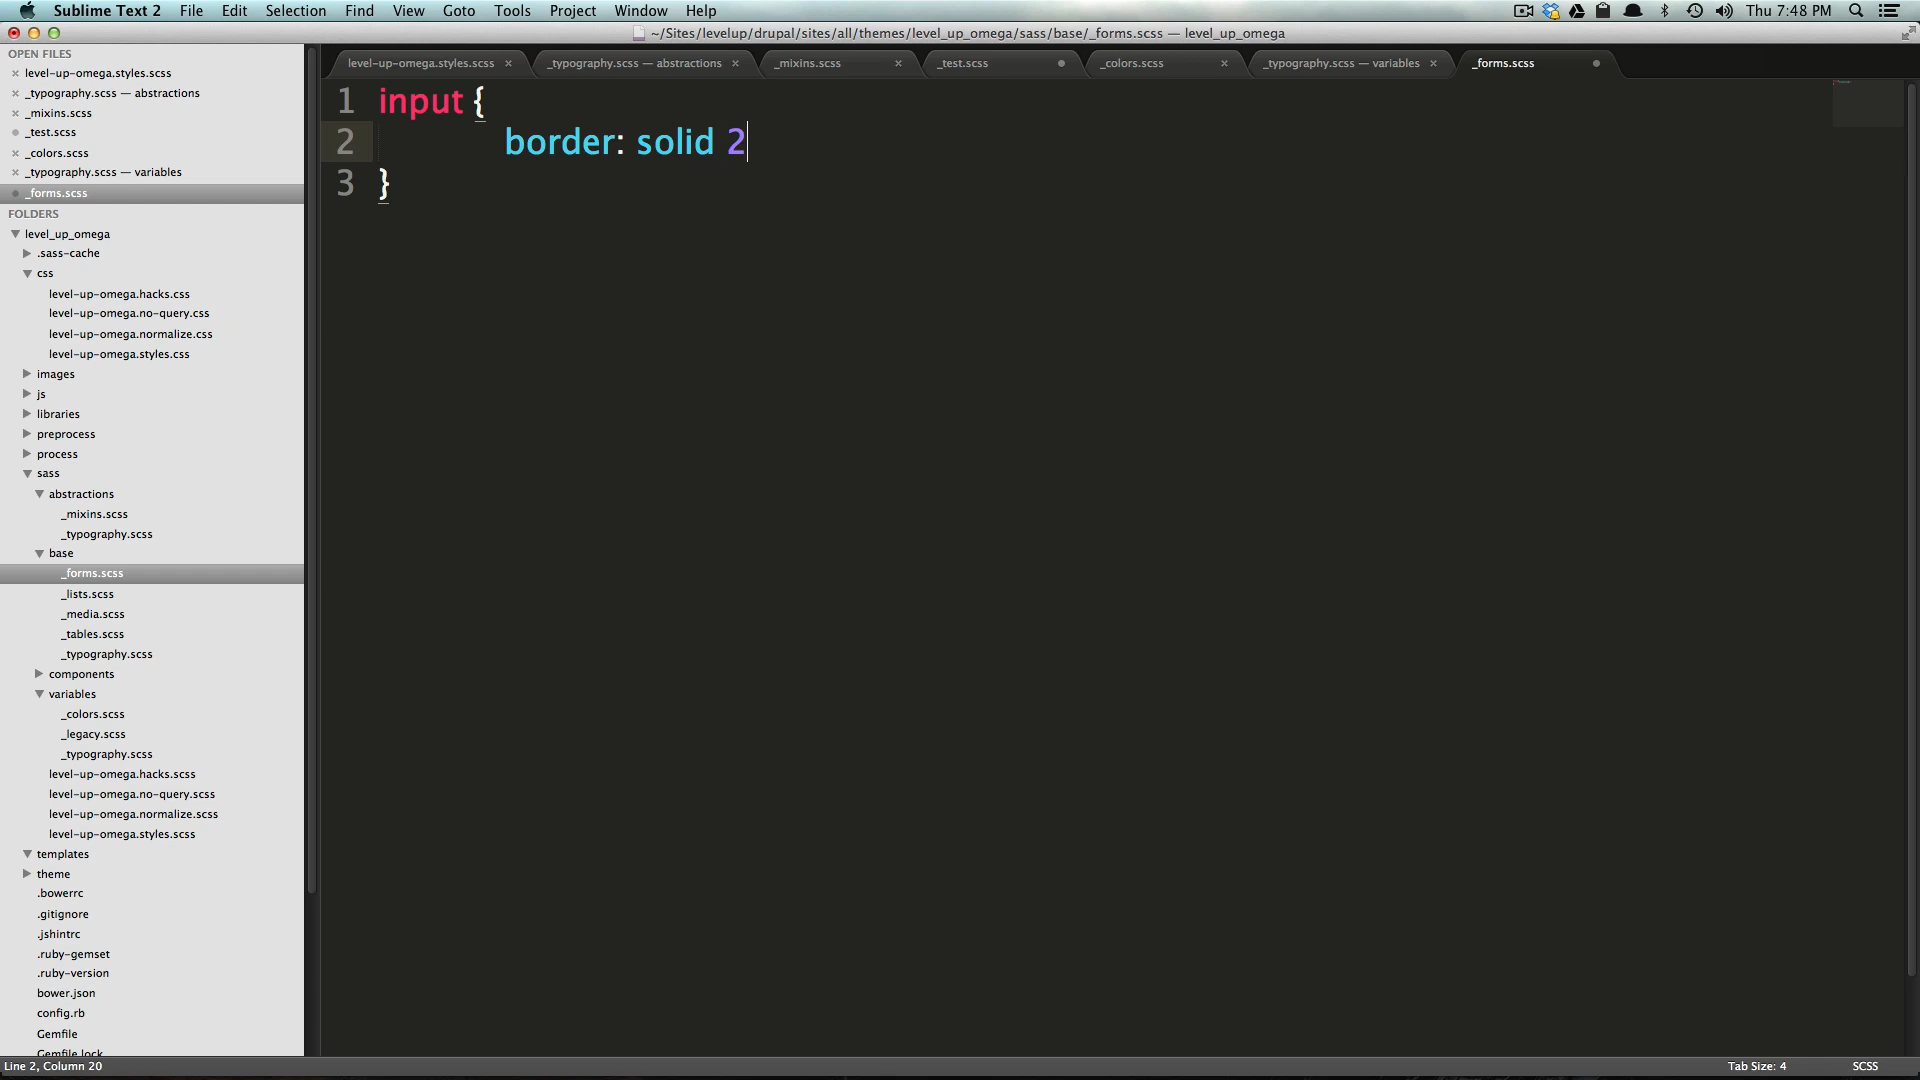 Sublime Text 2 File Edit Selection Find View Goto Tools Project Window Help Thu 7:48 PM
~/Sites/levelup/drupal/sites/all/themes/level_up_omega/sass/base/_forms.scss — level_up_omega
OPEN FILES
level-up-omega.styles.scss
_typography.scss — abstractions
_mixins.scss
_test.scss
_colors.scss
_typography.scss — variables
_forms.scss
FOLDERS
level_up_omega
.sass-cache
css
level-up-omega.hacks.css
level-up-omega.no-query.css
level-up-omega.normalize.css
level-up-omega.styles.css
images
js
libraries
preprocess
process
sass
abstractions
_mixins.scss
_typography.scss
base
_forms.scss
_lists.scss
_media.scss
_tables.scss
_typography.scss
components
variables
_colors.scss
_legacy.scss
_typography.scss
level-up-omega.hacks.scss
level-up-omega.no-query.scss
level-up-omega.normalize.scss
level-up-omega.styles.scss
templates
theme
.bowerrc
.gitignore
.jshintrc
.ruby-gemset
.ruby-version
bower.json
config.rb
Gemfile
Gemfile.lock
level-up-omega.styles.scss _typography.scss — abstractions _mixins.scss _test.scss _colors.scss _typography.scss — variables _forms.scss
1 input {
2 border: solid 2
3 }
Line 2, Column 20 Tab Size: 4 SCSS